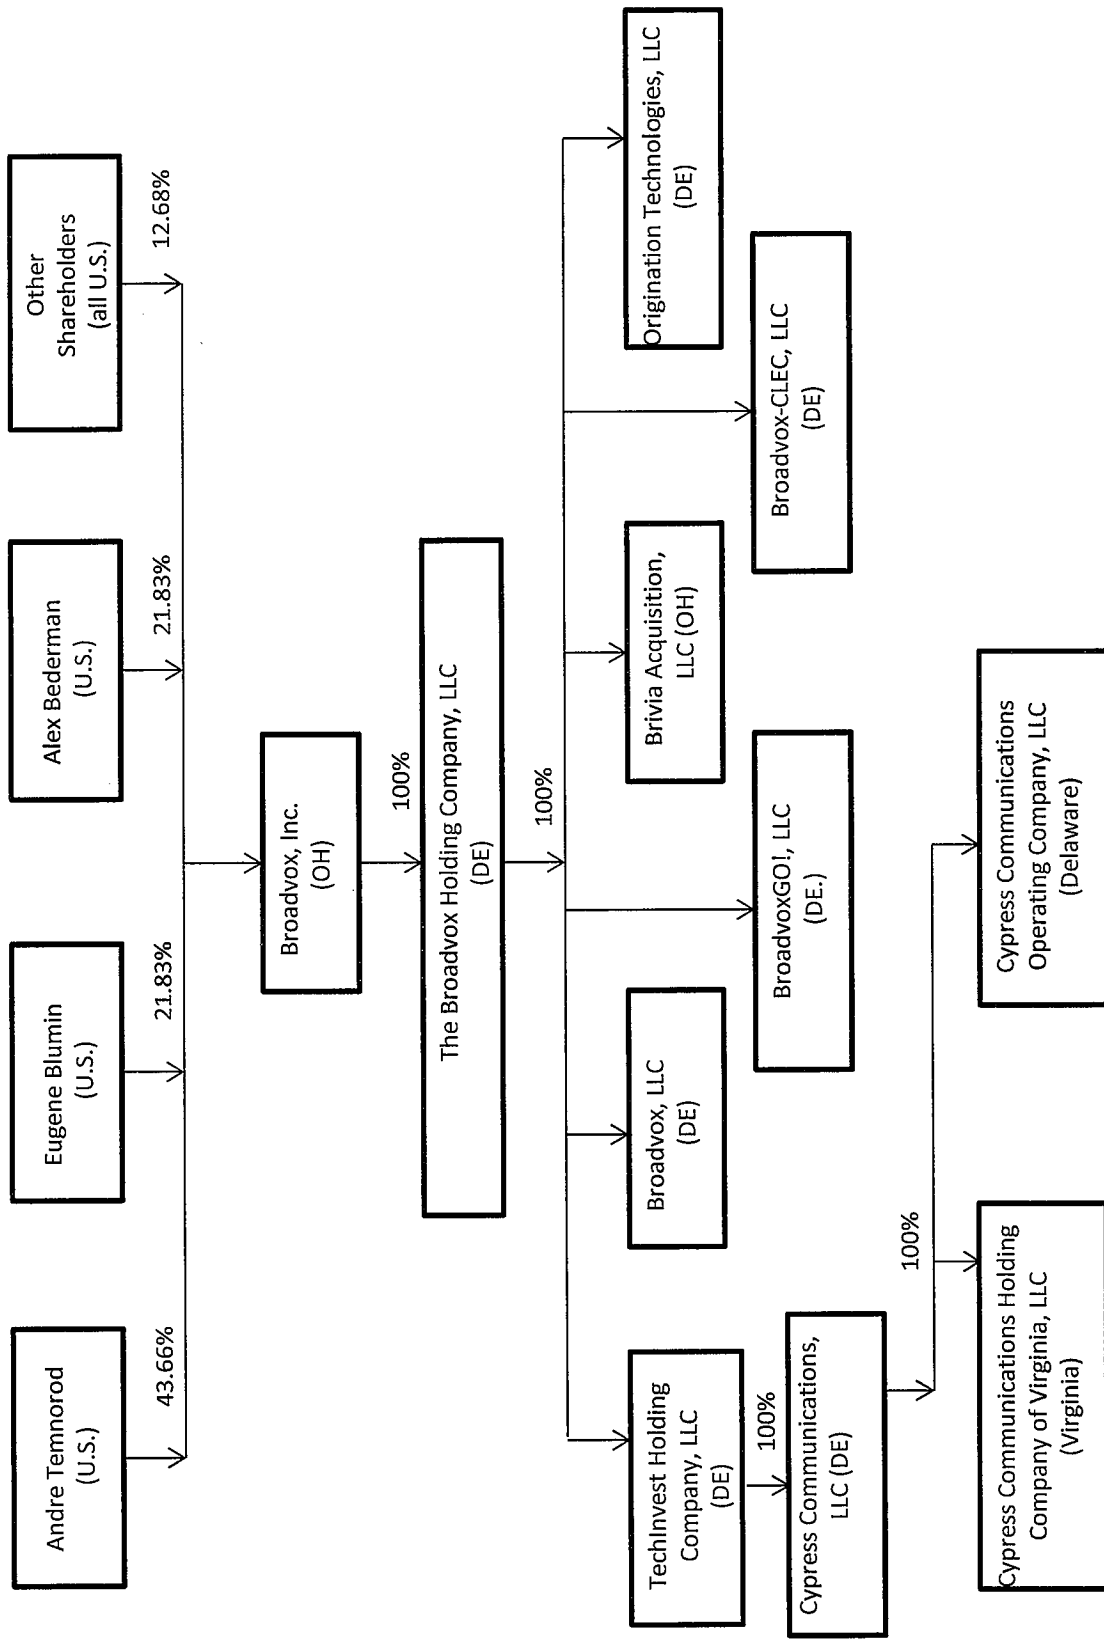 Andre Temnorod
(U.S.)
Eugene Blumin
(U.S.)
Alex Bederman
(U.S.)
Other
Shareholders
(all U.S.)
43.66%
21.83%
21.83%
12.68%
Broadvox, Inc.
(OH)
100%
The Broadvox Holding Company, LLC
(DE)
100%
TechInvest Holding
Company, LLC
(DE)
Broadvox, LLC
(DE)
Brivia Acquisition,
LLC (OH)
Origination Technologies, LLC
(DE)
BroadvoxGO!, LLC
(DE.)
Broadvox-CLEC, LLC
(DE)
100%
Cypress Communications,
LLC (DE)
100%
Cypress Communications Holding
Company of Virginia, LLC
(Virginia)
Cypress Communications
Operating Company, LLC
(Delaware)